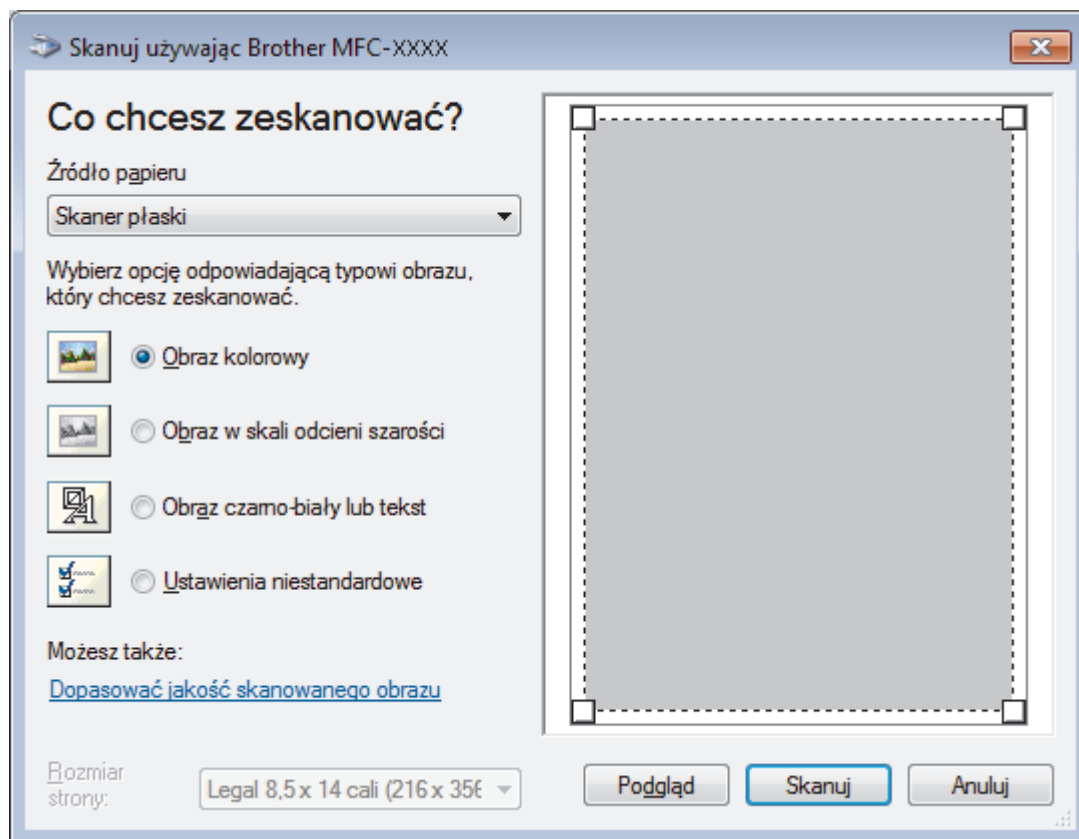 Skanuj używając Brother MFC-XXXX
Co chcesz zeskanować?
Źródło papieru
Skaner płaski
Wybierz opcję odpowiadającą typowi obrazu,
który chcesz zeskanować.
Obraz kolorowy
Obraz w skali odcieni szarości
Obraz czarno-biały lub tekst
Ustawienia niestandardowe
Możesz także:
Dopasować jakość skanowanego obrazu
Rozmiar
strony:
Legal 8,5 x 14 cali (216 x 356
Podgląd
Skanuj
Anuluj